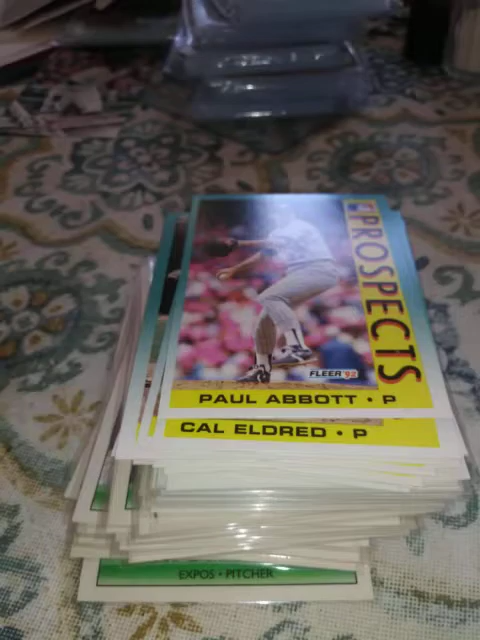 PROSPECTS
FLEER '92
PAUL ABBOTT • P
CAL ELDRED • P
EXPOS • PITCHER